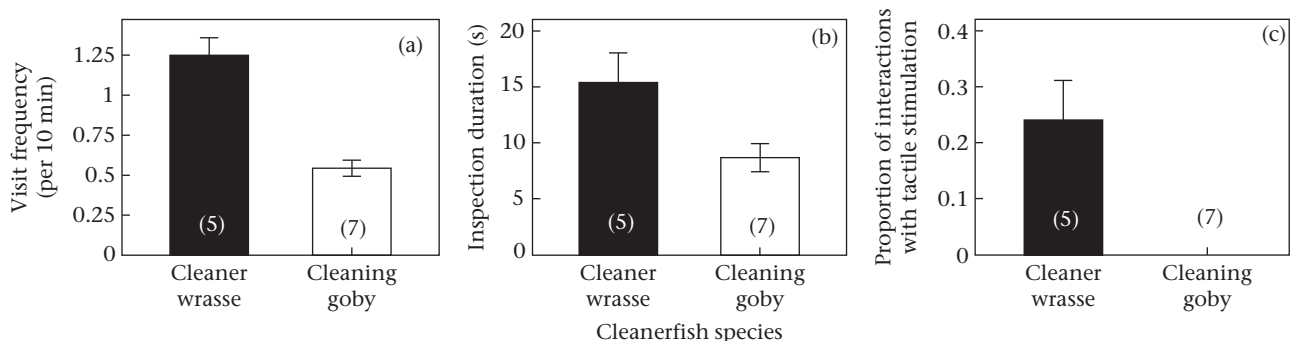 Visit frequency
(per 10 min)
1.25
1
0.75
0.5
0.25
0
(a)
(5)
(7)
Cleaner
wrasse
Cleaning
goby
Inspection duration (s)
20
15
10
5
0
(b)
(5)
(7)
Cleaner
wrasse
Cleaning
goby
Cleanerfish species
Proportion of interactions
with tactile stimulation
0.4
0.3
0.2
0.1
0
(c)
(5)
(7)
Cleaner
wrasse
Cleaning
goby